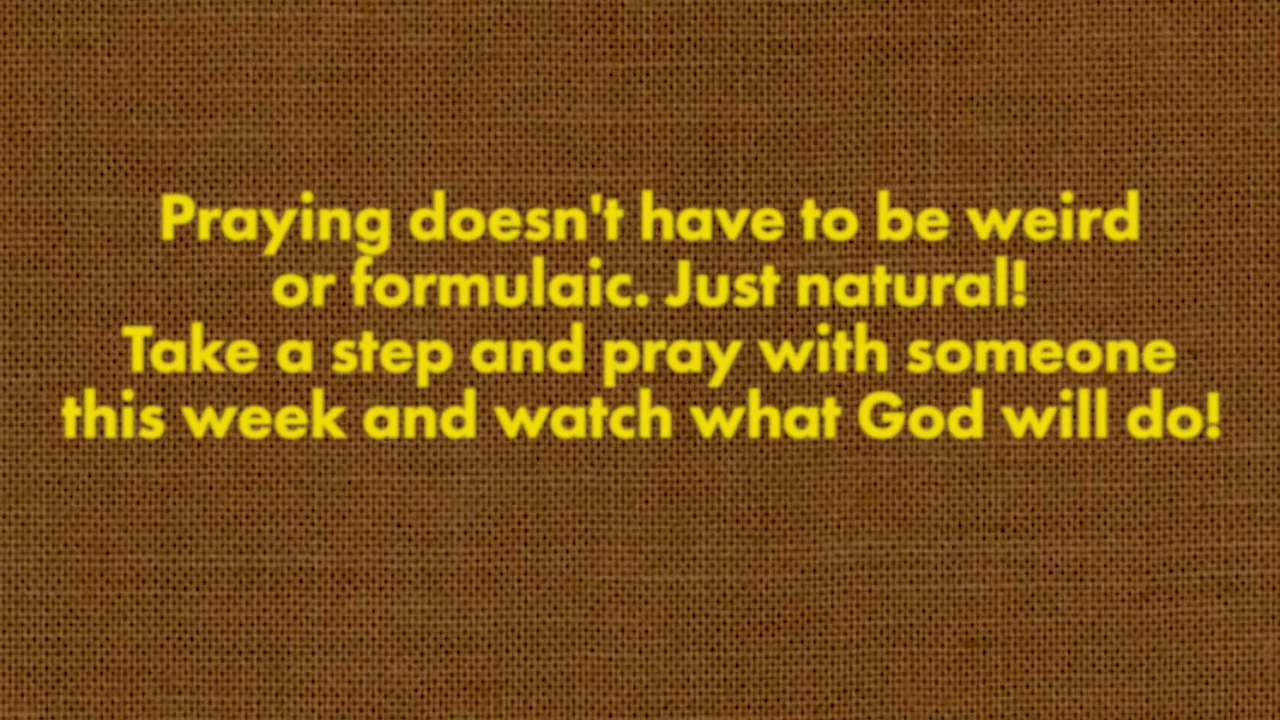 Praying doesn't have to be weird
or formulaic. Just natural!
Take a step and pray with someone
this week and watch what God will do!